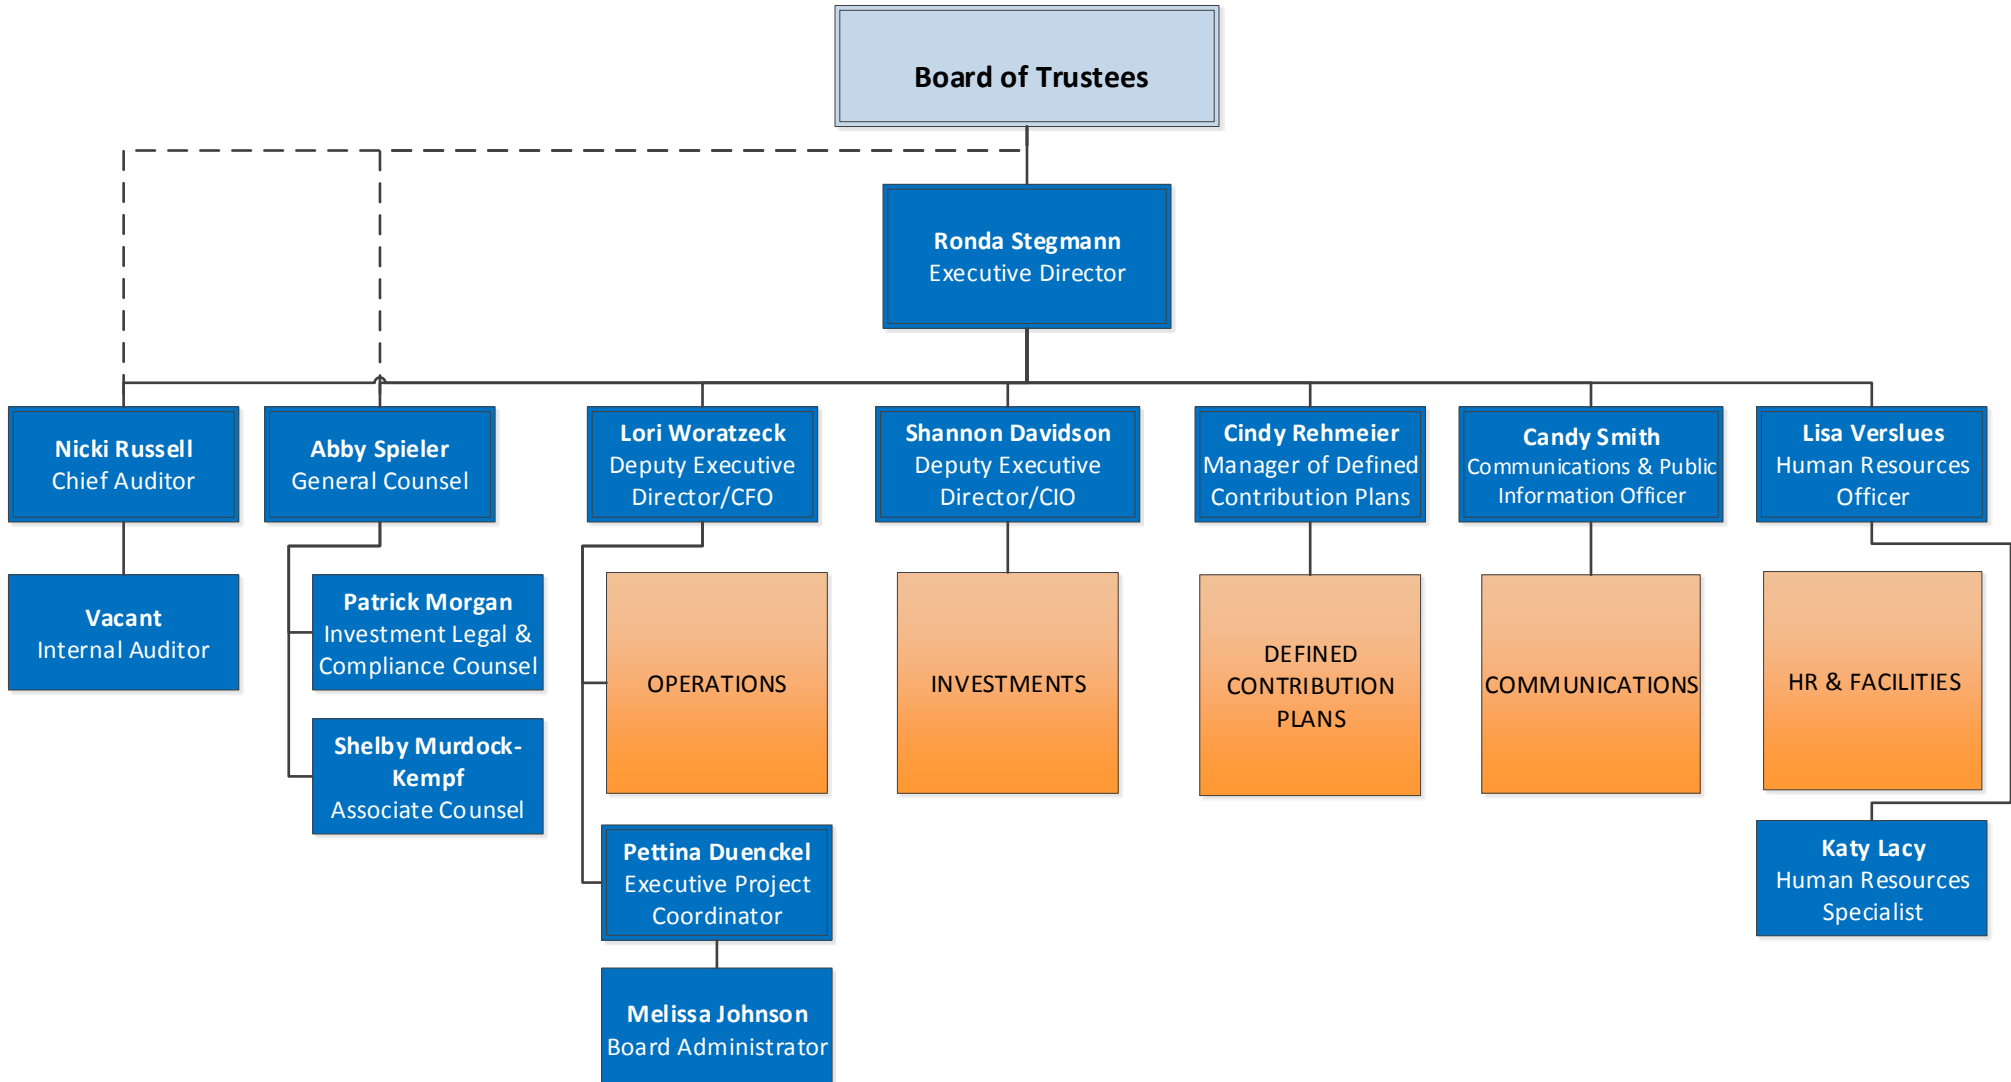 Board of Trustees
Ronda Stegmann
Executive Director
Nicki Russell
Chief Auditor
Abby Spieler
General Counsel
Lori Woratzeck
Deputy Executive
Director/CFO
Shannon Davidson
Deputy Executive
Director/CIO
Cindy Rehmeier
Manager of Defined
Contribution Plans
Candy Smith
Communications & Public
Information Officer
Lisa Verslues
Human Resources
Officer
Vacant
Internal Auditor
Patrick Morgan
Investment Legal &
Compliance Counsel
Shelby Murdock-
Kempf
Associate Counsel
OPERATIONS
INVESTMENTS
DEFINED
CONTRIBUTION
PLANS
COMMUNICATIONS
HR & FACILITIES
Pettina Duenckel
Executive Project
Coordinator
Katy Lacy
Human Resources
Specialist
Melissa Johnson
Board Administrator